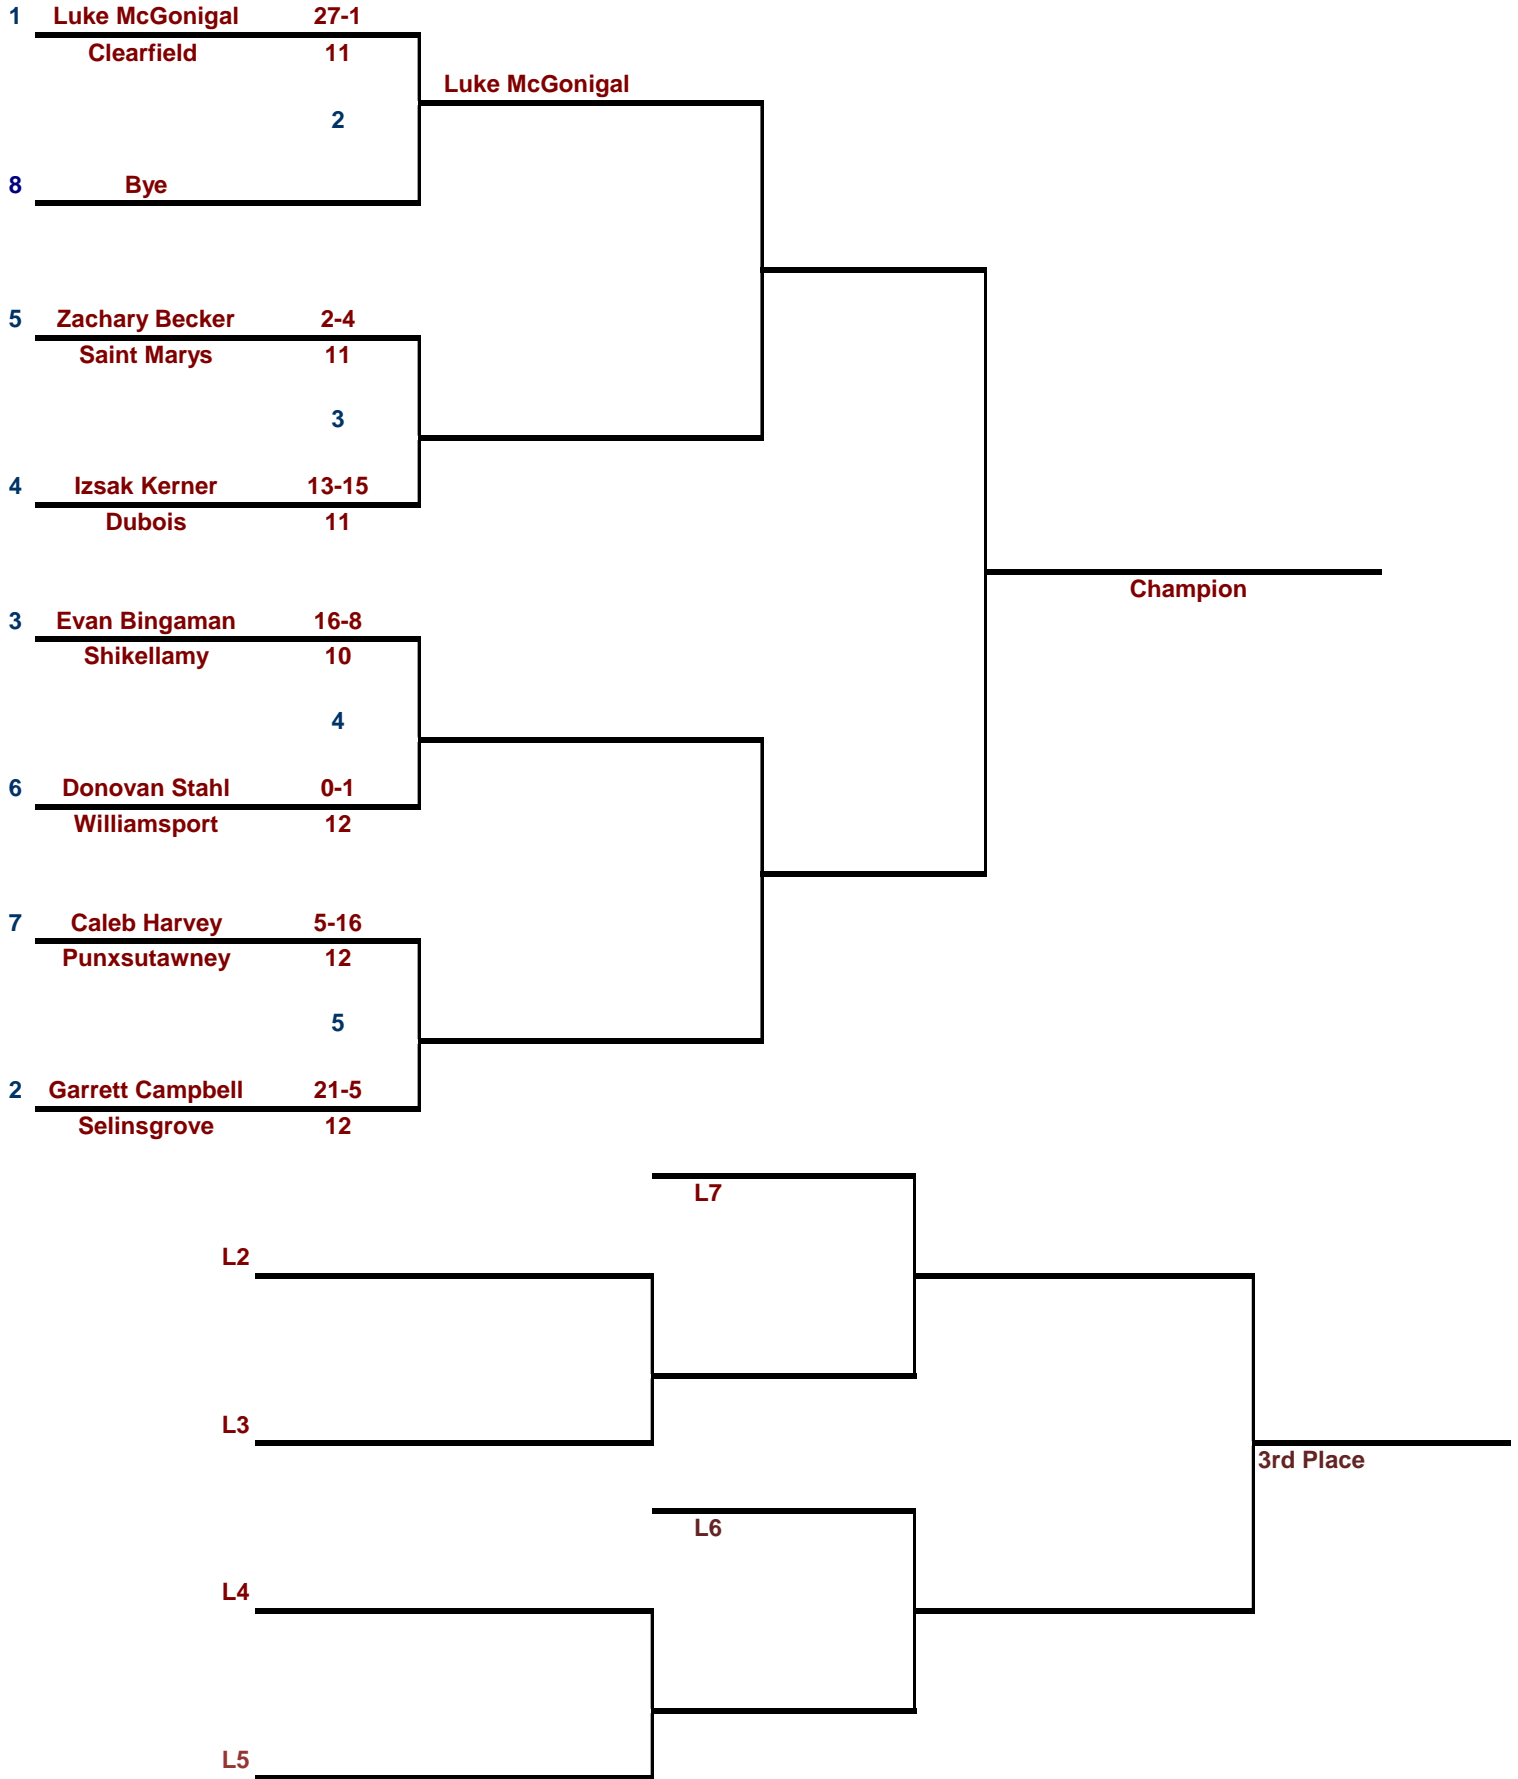 1 Luke McGonigal 27-1
Clearfield 11
Luke McGonigal
2
8 Bye
5 Zachary Becker 2-4
Saint Marys 11
3
4 Izsak Kerner 13-15
Dubois 11
Champion
3 Evan Bingaman 16-8
Shikellamy 10
4
6 Donovan Stahl 0-1
Williamsport 12
7 Caleb Harvey 5-16
Punxsutawney 12
5
2 Garrett Campbell 21-5
Selinsgrove 12
L7
L2
L3
3rd Place
L6
L4
L5